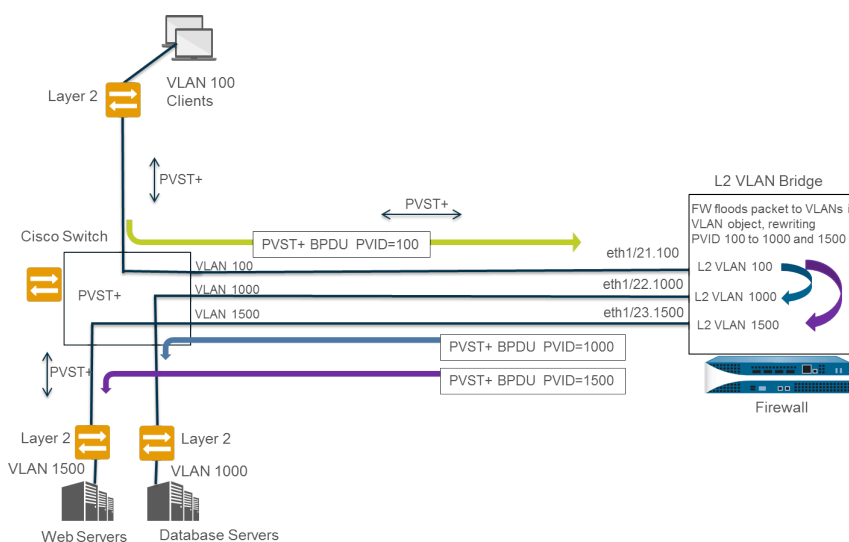 VLAN 100
Clients
Layer 2
PVST+
PVST+
L2 VLAN Bridge
FW floods packet to VLANs i
VLAN object, rewriting
PVID 100 to 1000 and 1500
Cisco Switch
PVST+ BPDU PVID=100
eth1/21.100
VLAN 100
L2 VLAN 100
PVST+
VLAN 1000
eth1/22.1000
L2 VLAN 1000
VLAN 1500
eth1/23.1500
L2 VLAN 1500
PVST+ BPDU PVID=1000
PVST+
PVST+ BPDU PVID=1500
Firewall
Layer 2
Layer 2
VLAN 1500
VLAN 1000
Web Servers
Database Servers